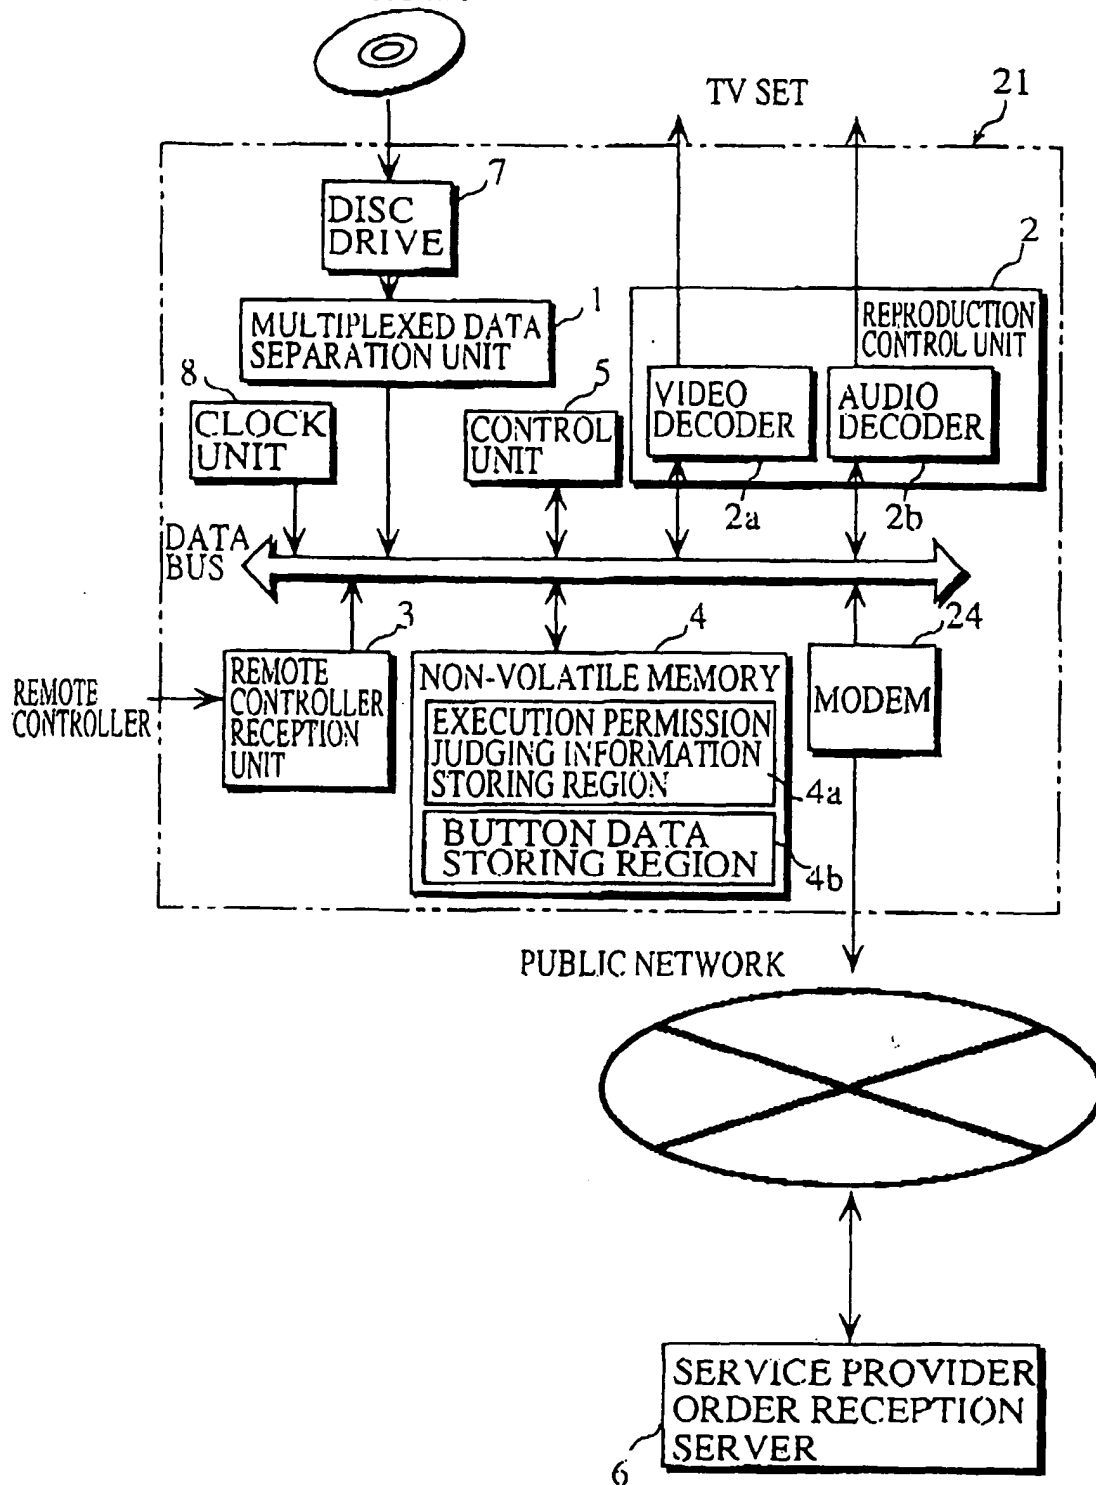 TV SET
21
7
DISC
DRIVE
2
1
MULTIPLEXED DATA
SEPARATION UNIT
REPRODUCTION
CONTROL UNIT
8
CLOCK
UNIT
5
CONTROL
UNIT
VIDEO
DECODER
AUDIO
DECODER
2a
2b
DATA
BUS
3
4
24
REMOTE
CONTROLLER
REMOTE
CONTROLLER
RECEPTION
UNIT
NON-VOLATILE MEMORY
EXECUTION PERMISSION
JUDGING INFORMATION
STORING REGION
4a
BUTTON DATA
STORING REGION
4b
MODEM
PUBLIC NETWORK
SERVICE PROVIDER
ORDER RECEPTION
SERVER
6